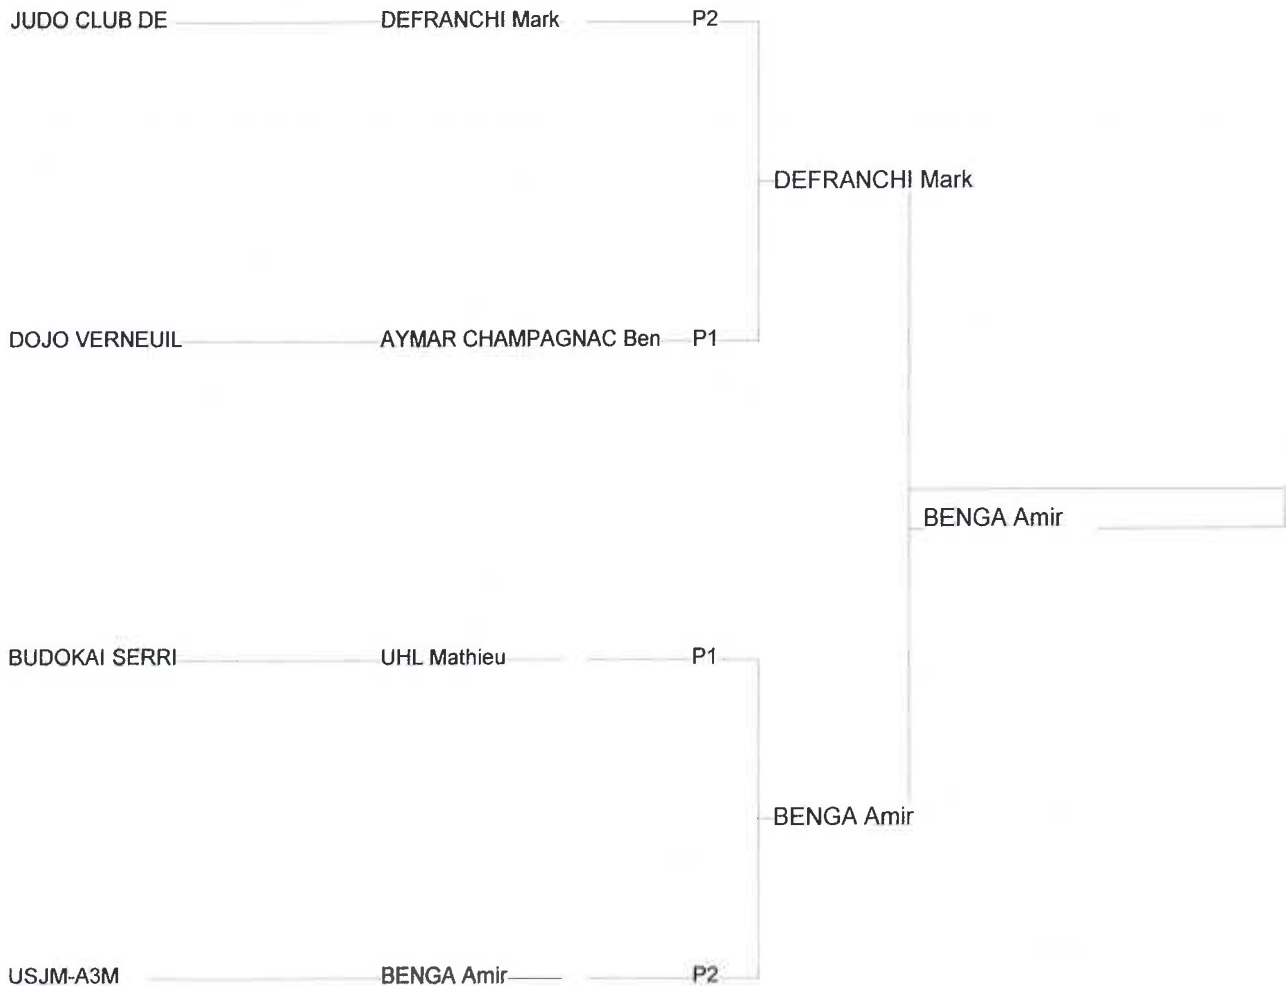 JUDO CLUB DE DEFRANCHI Mark P2
DEFRANCHI Mark
DOJO VERNEUIL AYMAR CHAMPAGNAC Ben P1
BENGA Amir
BUDOKAI SERRI UHL Mathieu P1
BENGA Amir
USJM-A3M BENGA Amir P2